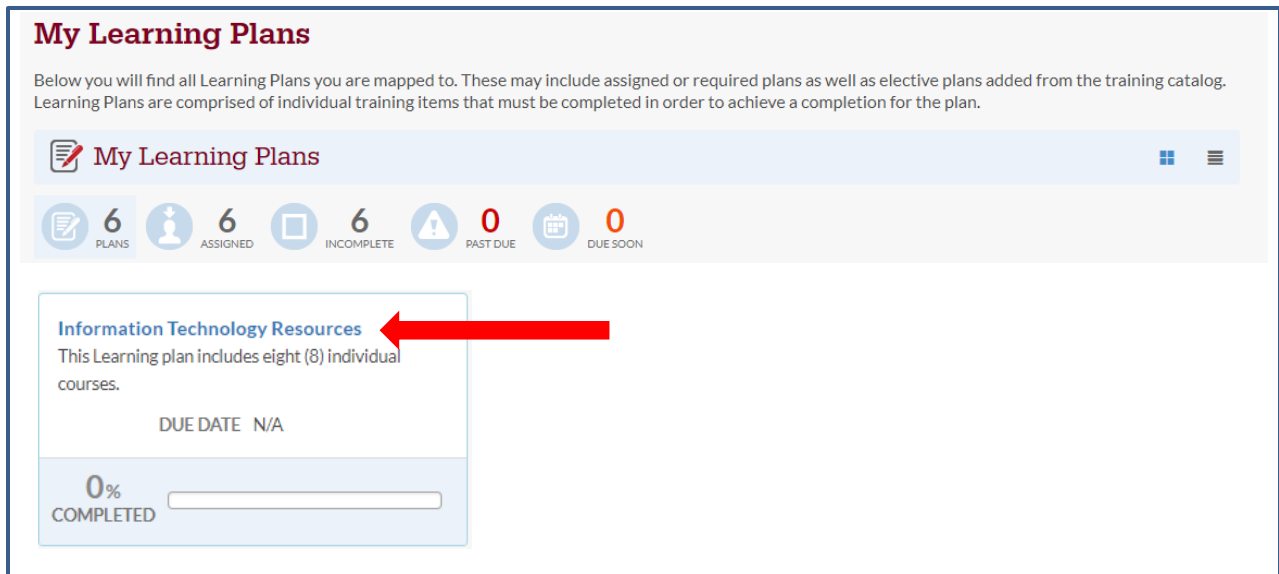 My Learning Plans
Below you will find all Learning Plans you are mapped to. These may include assigned or required plans as well as elective plans added from the training catalog.
Learning Plans are comprised of individual training items that must be completed in order to achieve a completion for the plan.
My Learning Plans
6 PLANS 6 ASSIGNED 6 INCOMPLETE 0 PAST DUE 0 DUE SOON
Information Technology Resources
This Learning plan includes eight (8) individual
courses.
DUE DATE N/A
0%
COMPLETED